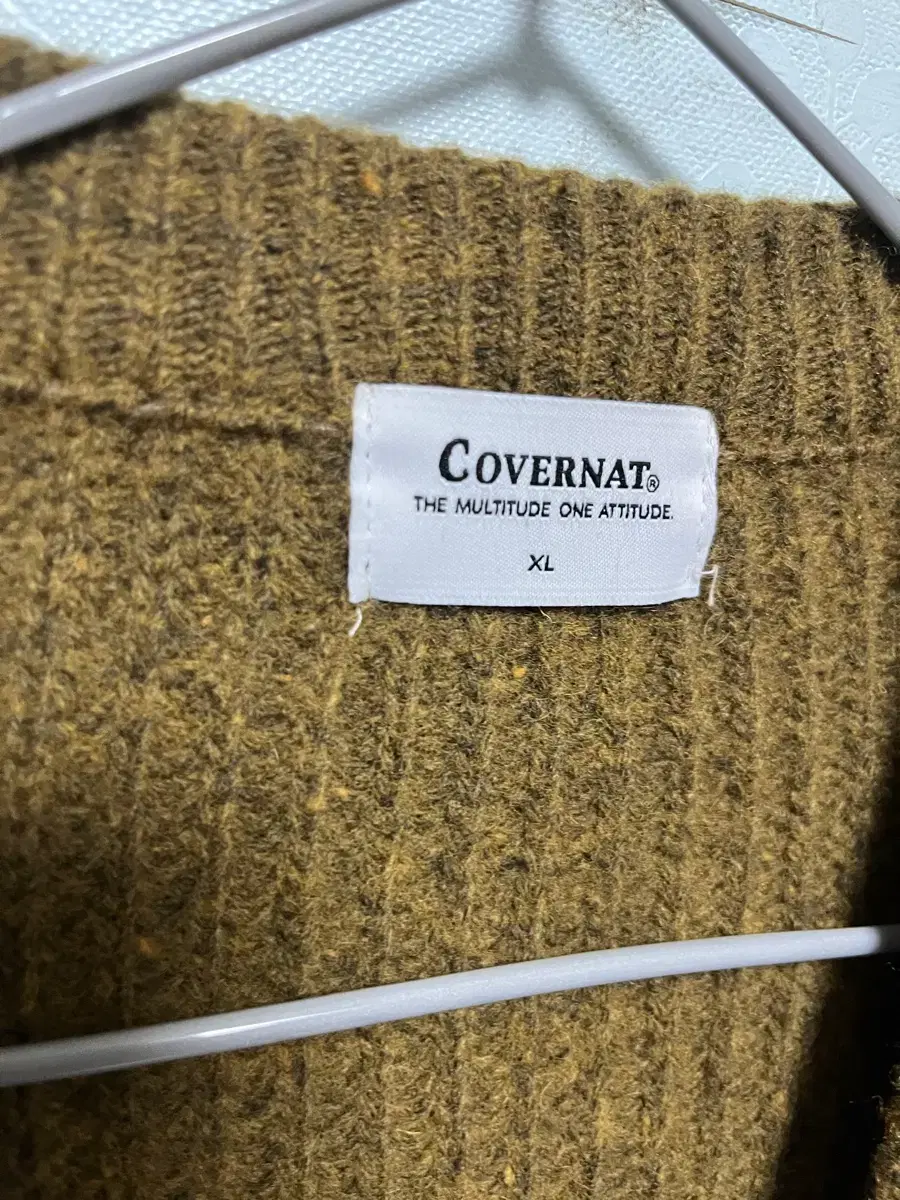 COVERNAT®
THE MULTITUDE ONE ATTITUDE.
XL